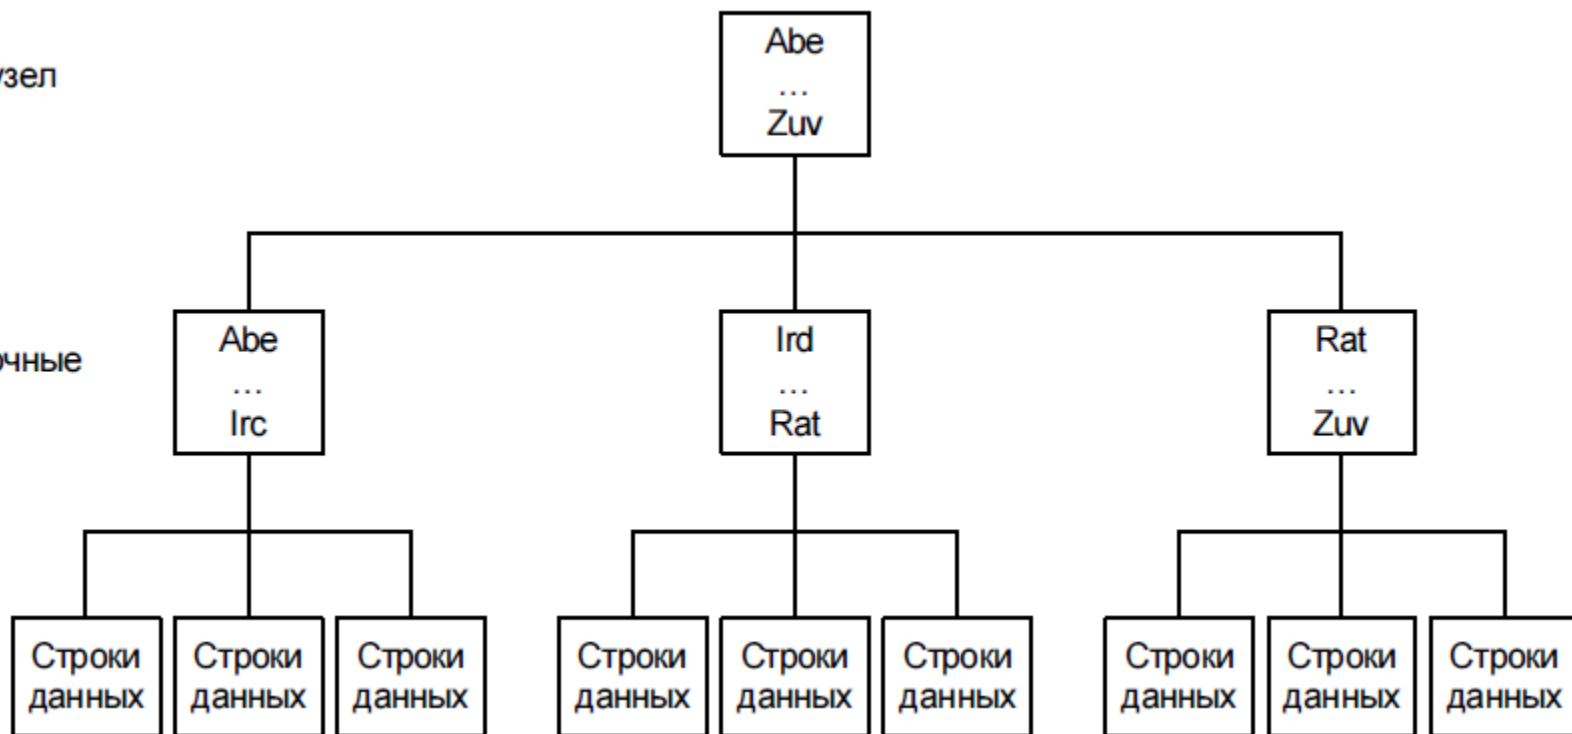 узел
Abe
...
Zuv
очные
Abe
...
Irc
Ird
...
Rat
Rat
...
Zuv
Строки
данных
Строки
данных
Строки
данных
Строки
данных
Строки
данных
Строки
данных
Строки
данных
Строки
данных
Строки
данных